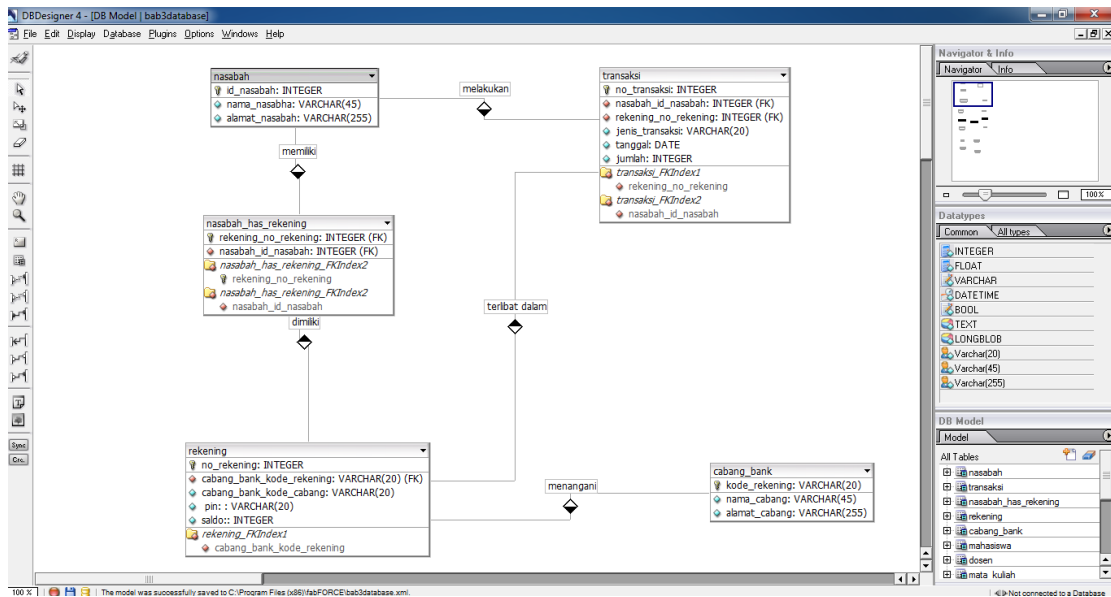 DBDesigner 4 - [DB Model | bab3database]
File Edit Display Database Plugins Options Windows Help
nasabah
id_nasabah: INTEGER
nama_nasabha: VARCHAR(45)
alamat_nasabah: VARCHAR(255)
melakukan
transaksi
no_transaksi: INTEGER
nasabah_id_nasabah: INTEGER (FK)
rekening_no_rekening: INTEGER (FK)
jenis_transaksi: VARCHAR(20)
tanggal: DATE
jumlah: INTEGER
transaksi_FKIndex1
rekening_no_rekening
transaksi_FKIndex2
nasabah_id_nasabah
memiliki
nasabah_has_rekening
rekening_no_rekening: INTEGER (FK)
nasabah_id_nasabah: INTEGER (FK)
nasabah_has_rekening_FKIndex2
rekening_no_rekening
nasabah_has_rekening_FKIndex2
nasabah_id_nasabah
dimiliki
terlibat dalam
rekening
no_rekening: INTEGER
cabang_bank_kode_rekening: VARCHAR(20) (FK)
cabang_bank_kode_cabang: VARCHAR(20)
pin: : VARCHAR(20)
saldo:: INTEGER
rekening_FKIndex1
cabang_bank_kode_rekening
menangani
cabang_bank
kode_rekening: VARCHAR(20)
nama_cabang: VARCHAR(45)
alamat_cabang: VARCHAR(255)
Navigator & Info
Navigator Info
100 %
Datatypes
Common All types
INTEGER
FLOAT
VARCHAR
DATETIME
BOOL
TEXT
LONGBLOB
Varchar(20)
Varchar(45)
Varchar(255)
DB Model
Model
All Tables
nasabah
transaksi
nasabah_has_rekening
rekening
cabang_bank
mahasiswa
dosen
mata_kuliah
Sync
Crc.
100 % The model was successfully saved to C:\Program Files (x86)\fabFORCE\bab3database.xml. Not connected to a Database